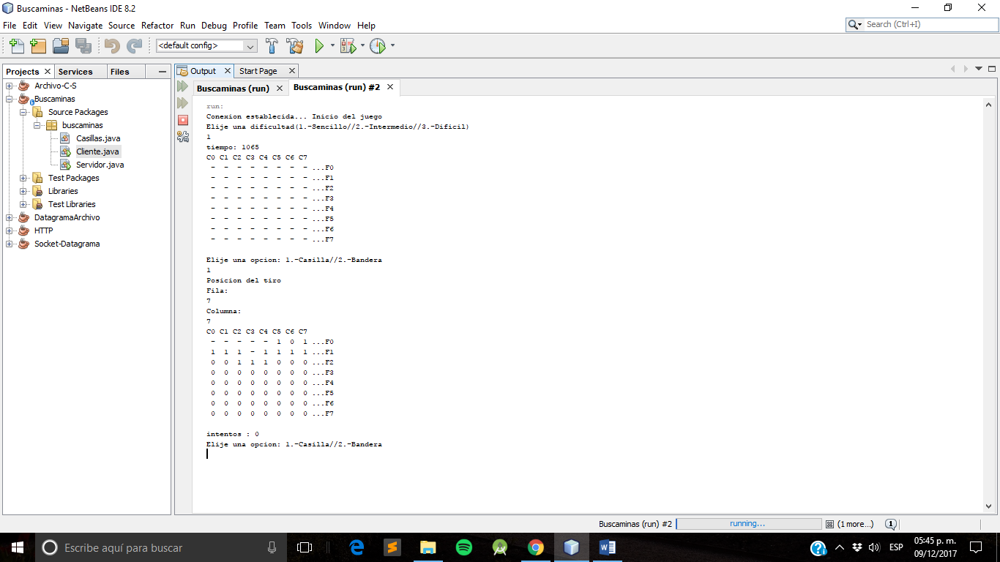 Buscaminas - NetBeans IDE 8.2
File Edit View Navigate Source Refactor Run Debug Profile Team Tools Window Help
Search (Ctrl+I)
<default config>
Projects Services Files
Output Start Page
Archivo-C-S
Buscaminas
Source Packages
buscaminas
Casillas.java
Cliente.java
Servidor.java
Test Packages
Libraries
Test Libraries
DatagramaArchivo
HTTP
Socket-Datagrama
Buscaminas (run) Buscaminas (run) #2
run:
Conexion establecida... Inicio del juego
Elije una dificultad(1.-Sencillo//2.-Intermedio//3.-Dificil)
1
tiempo: 1065
C0 C1 C2 C3 C4 C5 C6 C7
- - - - - - - - ...F0
- - - - - - - - ...F1
- - - - - - - - ...F2
- - - - - - - - ...F3
- - - - - - - - ...F4
- - - - - - - - ...F5
- - - - - - - - ...F6
- - - - - - - - ...F7
Elije una opcion: 1.-Casilla//2.-Bandera
1
Posicion del tiro
Fila:
7
Columna:
7
C0 C1 C2 C3 C4 C5 C6 C7
- - - - - 1 0 1 ...F0
1 1 1 - 1 1 1 1 ...F1
0 0 1 1 1 0 0 0 ...F2
0 0 0 0 0 0 0 0 ...F3
0 0 0 0 0 0 0 0 ...F4
0 0 0 0 0 0 0 0 ...F5
0 0 0 0 0 0 0 0 ...F6
0 0 0 0 0 0 0 0 ...F7
intentos : 0
Elije una opcion: 1.-Casilla//2.-Bandera
Buscaminas (run) #2 running... (1 more...) 1
Escribe aquí para buscar
ESP
05:45 p. m.
09/12/2017